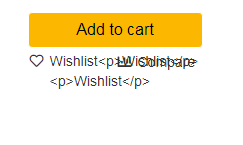 Add to cart
Wishlist<p>Wishlist</p>
Compare
<p>Wishlist</p>